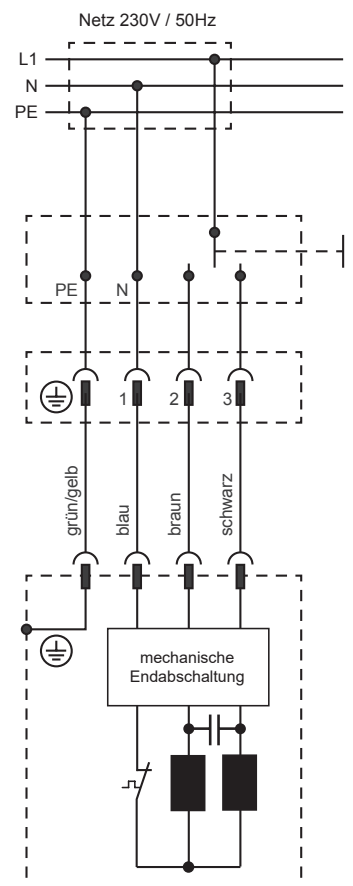 Netz 230V / 50Hz
L1
N
PE
PE
N
1
2
3
grün/gelb
blau
braun
schwarz
mechanische
Endabschaltung